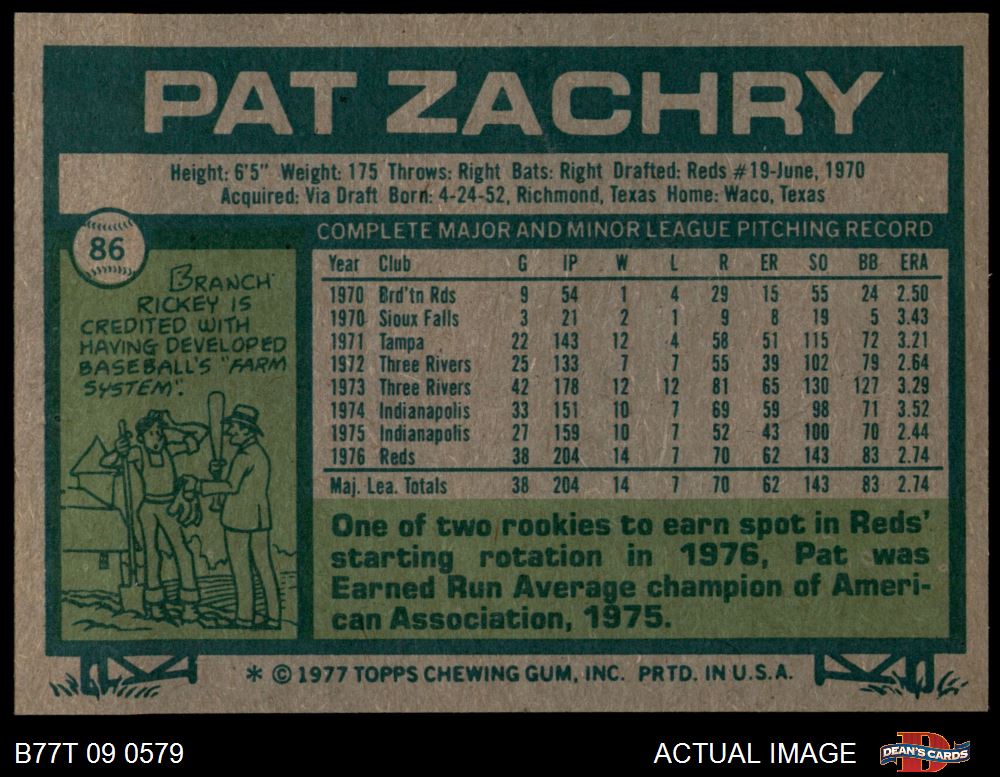 PAT ZACHRY
Height: 6'5" Weight: 175 Throws: Right Bats: Right Drafted: Reds #19-June, 1970
Acquired: Via Draft Born: 4-24-52, Richmond, Texas Home: Waco, Texas
86
BRANCH
RICKEY IS
CREDITED WITH
HAVING DEVELOPED
BASEBALL'S "FARM
SYSTEM".
COMPLETE MAJOR AND MINOR LEAGUE PITCHING RECORD
Year Club G IP W L R ER SO BB ERA
1970 Brd'tn Rds 9 54 1 4 29 15 55 24 2.50
1970 Sioux Falls 3 21 2 1 9 8 19 5 3.43
1971 Tampa 22 143 12 4 58 51 115 72 3.21
1972 Three Rivers 25 133 7 7 55 39 102 79 2.64
1973 Three Rivers 42 178 12 12 81 65 130 127 3.29
1974 Indianapolis 33 151 10 7 69 59 98 71 3.52
1975 Indianapolis 27 159 10 7 52 43 100 70 2.44
1976 Reds 38 204 14 7 70 62 143 83 2.74
Maj. Lea. Totals 38 204 14 7 70 62 143 83 2.74
One of two rookies to earn spot in Reds'
starting rotation in 1976, Pat was
Earned Run Average champion of Ameri-
can Association, 1975.
* © 1977 TOPPS CHEWING GUM, INC. PRTD. IN U.S.A.
B77T 09 0579
ACTUAL IMAGE
D
DEAN'S CARDS